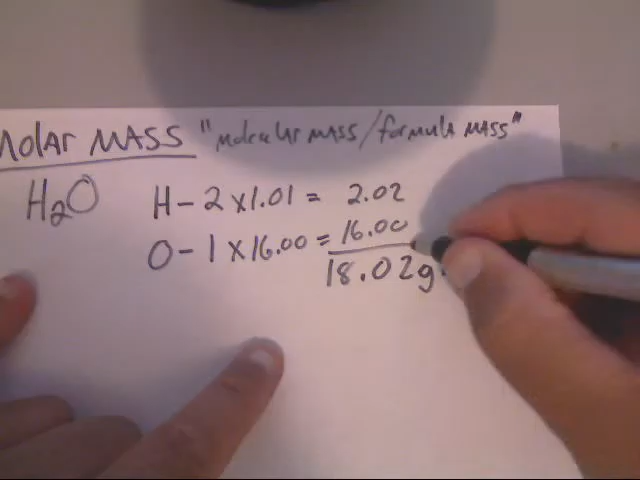 MOLAR MASS "molecular mass/formula mass"
H₂O H - 2 x 1.01 = 2.02
O - 1 x 16.00 = 16.00
18.02g